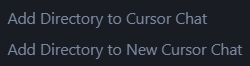 Add Directory to Cursor Chat
Add Directory to New Cursor Chat